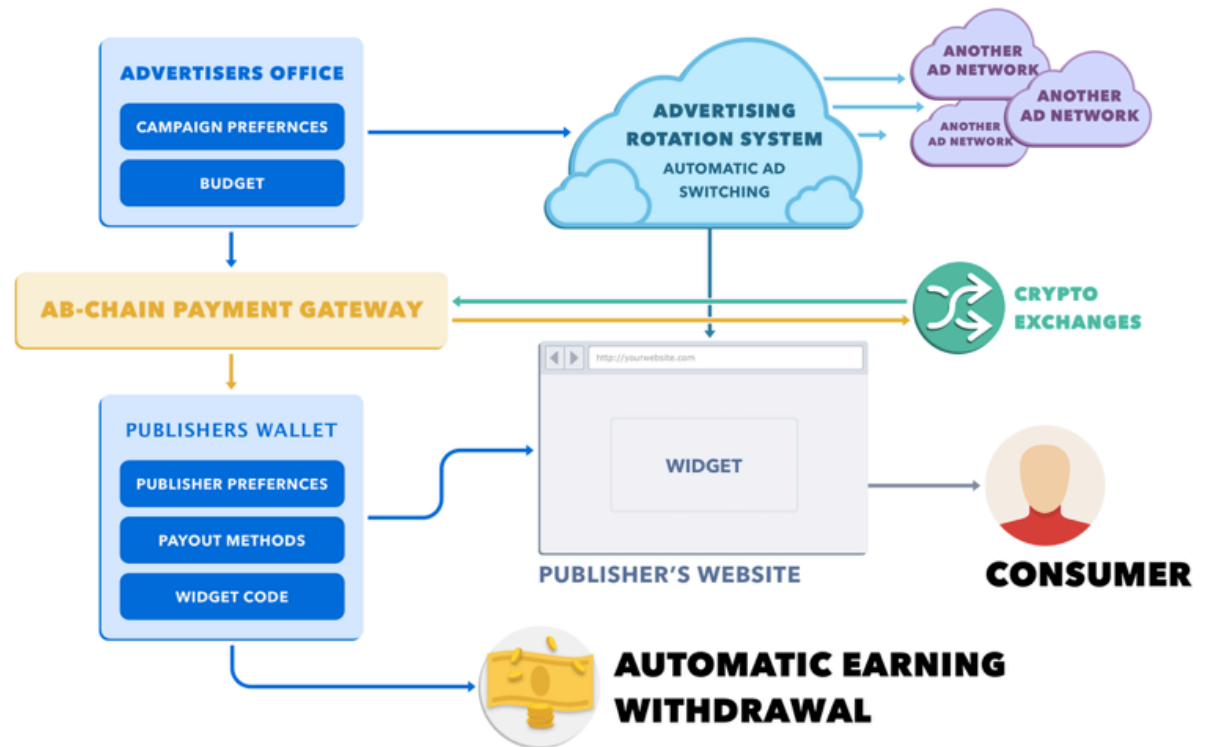 ADVERTISERS OFFICE
CAMPAIGN PREFERNCES
BUDGET
ADVERTISING
ROTATION SYSTEM
AUTOMATIC AD
SWITCHING
ANOTHER
AD NETWORK
ANOTHER
AD NETWORK
ANOTHER
AD NETWORK
AB-CHAIN PAYMENT GATEWAY
CRYPTO
EXCHANGES
PUBLISHERS WALLET
PUBLISHER PREFERNCES
PAYOUT METHODS
WIDGET CODE
http://yourwebsite.com
WIDGET
PUBLISHER'S WEBSITE
CONSUMER
AUTOMATIC EARNING
WITHDRAWAL